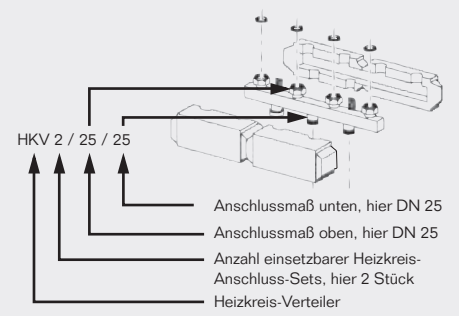 HKV 2 / 25 / 25
Anschlussmaß unten, hier DN 25
Anschlussmaß oben, hier DN 25
Anzahl einsetzbarer Heizkreis-
Anschluss-Sets, hier 2 Stück
Heizkreis-Verteiler